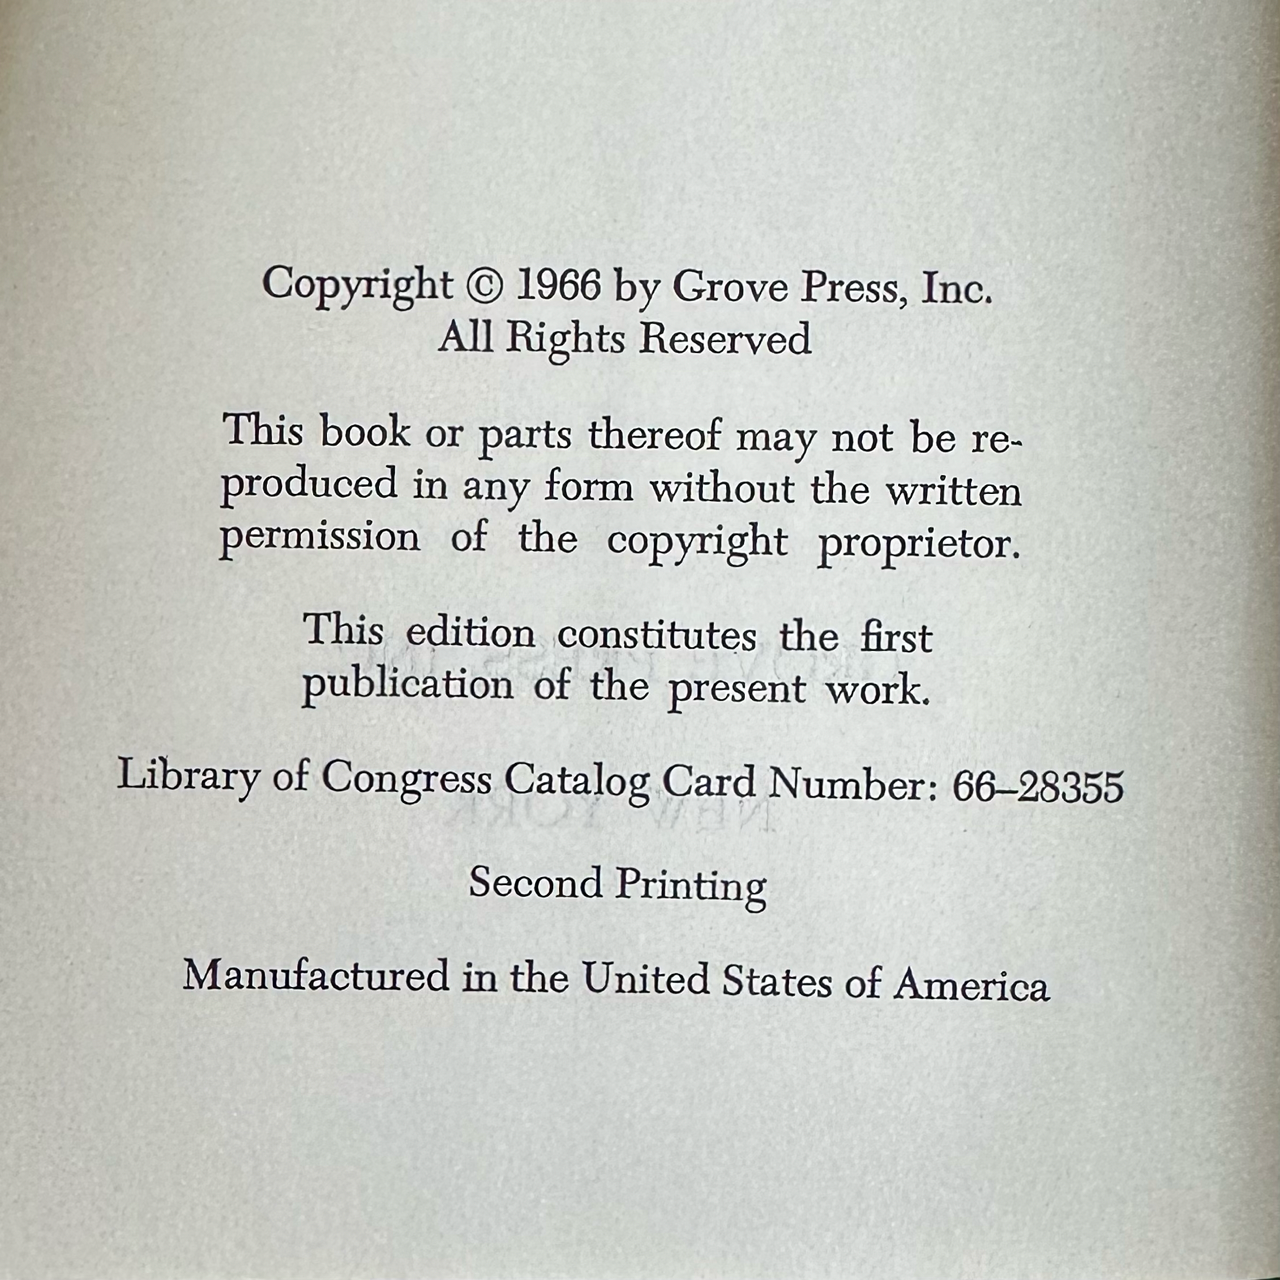 Copyright © 1966 by Grove Press, Inc.
All Rights Reserved
This book or parts thereof may not be re-
produced in any form without the written
permission of the copyright proprietor.
This edition constitutes the first
publication of the present work.
Library of Congress Catalog Card Number: 66–28355
Second Printing
Manufactured in the United States of America